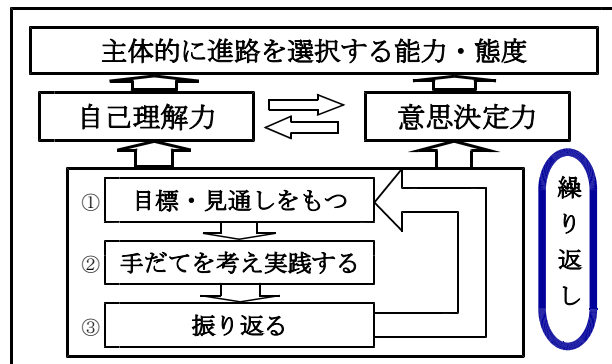 主体的に進路を選択する能力・態度
自己理解力
意思決定力
① 目標・見通しをもつ
② 手だてを考え実践する
③ 振り返る
繰り返し